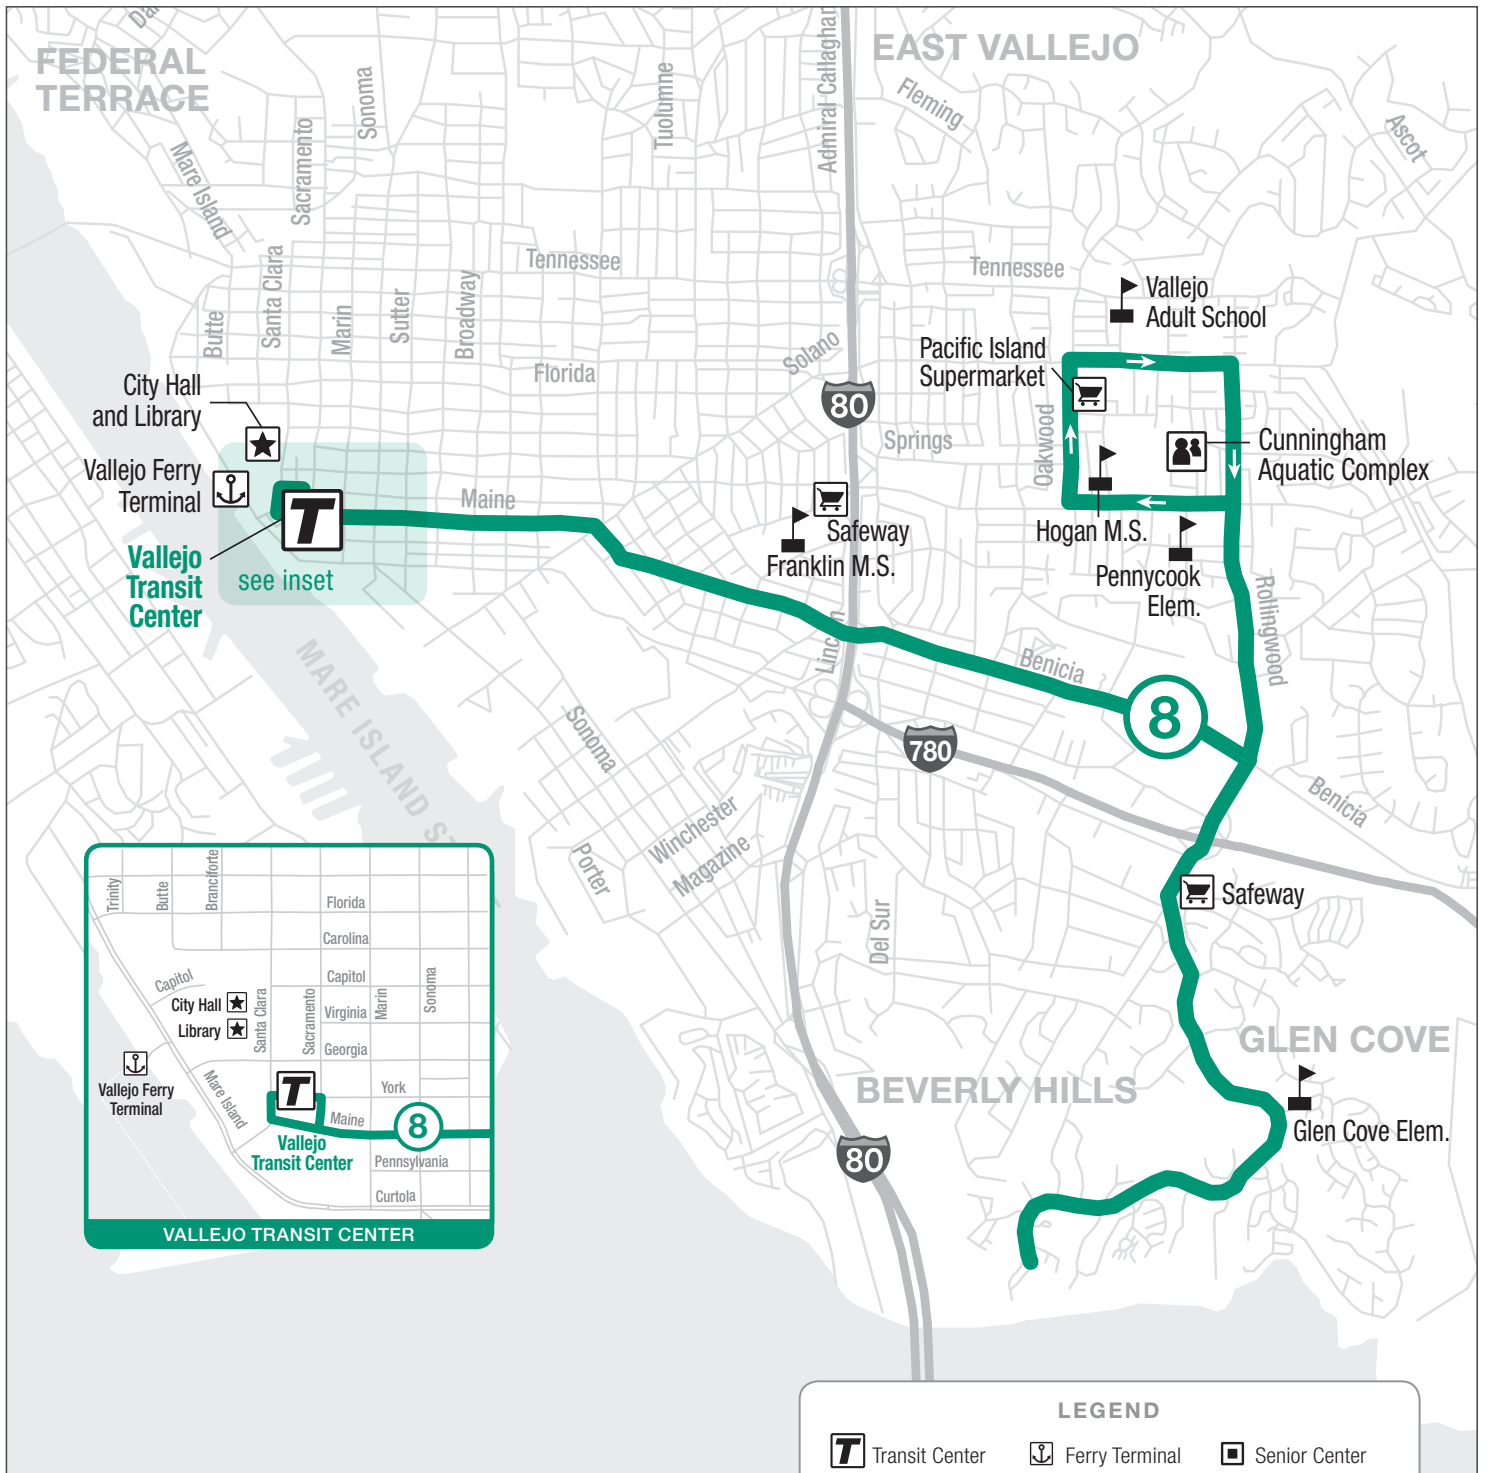 FEDERAL
TERRACE
EAST VALLEJO
Sonoma
Tuolumne
Admiral Callaghan
Fleming
Ascot
Mare Island
Sacramento
Santa Clara
Tennessee
Tennessee
Vallejo
Adult School
Butte
Marin
Sutter
Broadway
Solano
Florida
Pacific Island
Supermarket
City Hall
and Library
80
Springs
Oakwood
Cunningham
Aquatic Complex
Vallejo Ferry
Terminal
T
Maine
Safeway
Franklin M.S.
Hogan M.S.
Pennycook
Elem.
Vallejo
Transit
Center
see inset
Rollingwood
Lincoln
Benicia
MARE ISLAND ST
8
780
Sonoma
Benicia
Winchester
Magazine
Porter
Safeway
Del Sur
GLEN COVE
BEVERLY HILLS
Glen Cove Elem.
80
Trinity
Butte
Branciforte
Florida
Carolina
Capitol
Capitol
City Hall
Library
Santa Clara
Sacramento
Virginia
Marin
Sonoma
Georgia
Vallejo Ferry
Terminal
Mare Island
T
York
Maine
8
Vallejo
Transit Center
Pennsylvania
Curtola
VALLEJO TRANSIT CENTER
LEGEND
T Transit Center
Ferry Terminal
Senior Center